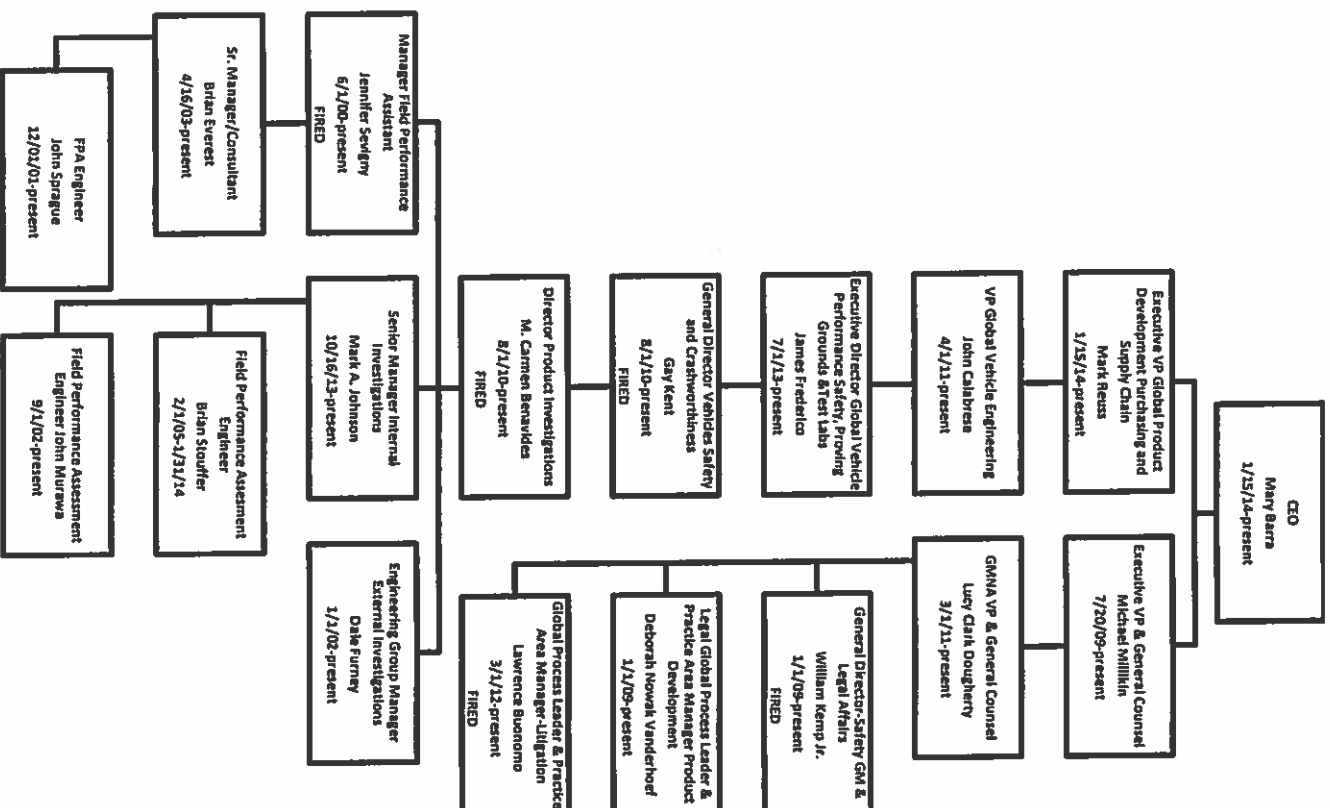 CEO
Mary Barra
1/15/14-present
Executive VP Global Product
Development Purchasing and
Supply Chain
Mark Reuss
1/15/14-present
Executive VP & General Counsel
Michael Millikin
7/20/09-present
VP Global Vehicle Engineering
John Calabrese
4/1/11-present
GMNA VP & General Counsel
Lucy Clark Dougherty
3/1/11-present
Executive Director Global Vehicle
Performance Safety, Proving
Grounds & Test Labs
James Frederico
7/1/13-present
General Director-Safety GM &
Legal Affairs
William Kemp Jr.
1/1/09-present
FIRED
General Director Vehicles Safety
and Crashworthiness
Gay Kent
8/1/10-present
FIRED
Legal Global Process Leader &
Practice Area Manager Product
Development
Deborah Nowak Vanderhoef
1/1/09-present
Director Product Investigations
M. Carmen Benavides
8/1/10-present
FIRED
Global Process Leader & Practice
Area Manager-Litigation
Lawrence Buonomo
3/1/12-present
FIRED
Manager Field Performance
Assistant
Jennifer Sevigny
6/1/00-present
FIRED
Senior Manager Internal
Investigations
Mark A. Johnson
10/16/13-present
Engineering Group Manager
External Investigations
Dale Furney
1/1/02-present
Sr. Manager/Consultant
Brian Everest
4/16/03-present
Field Performance Assesment
Engineer
Brian Stouffer
2/1/05-1/31/14
FPA Engineer
John Sprague
12/01/01-present
Field Performance Assessment
Engineer John Murawa
9/1/02-present